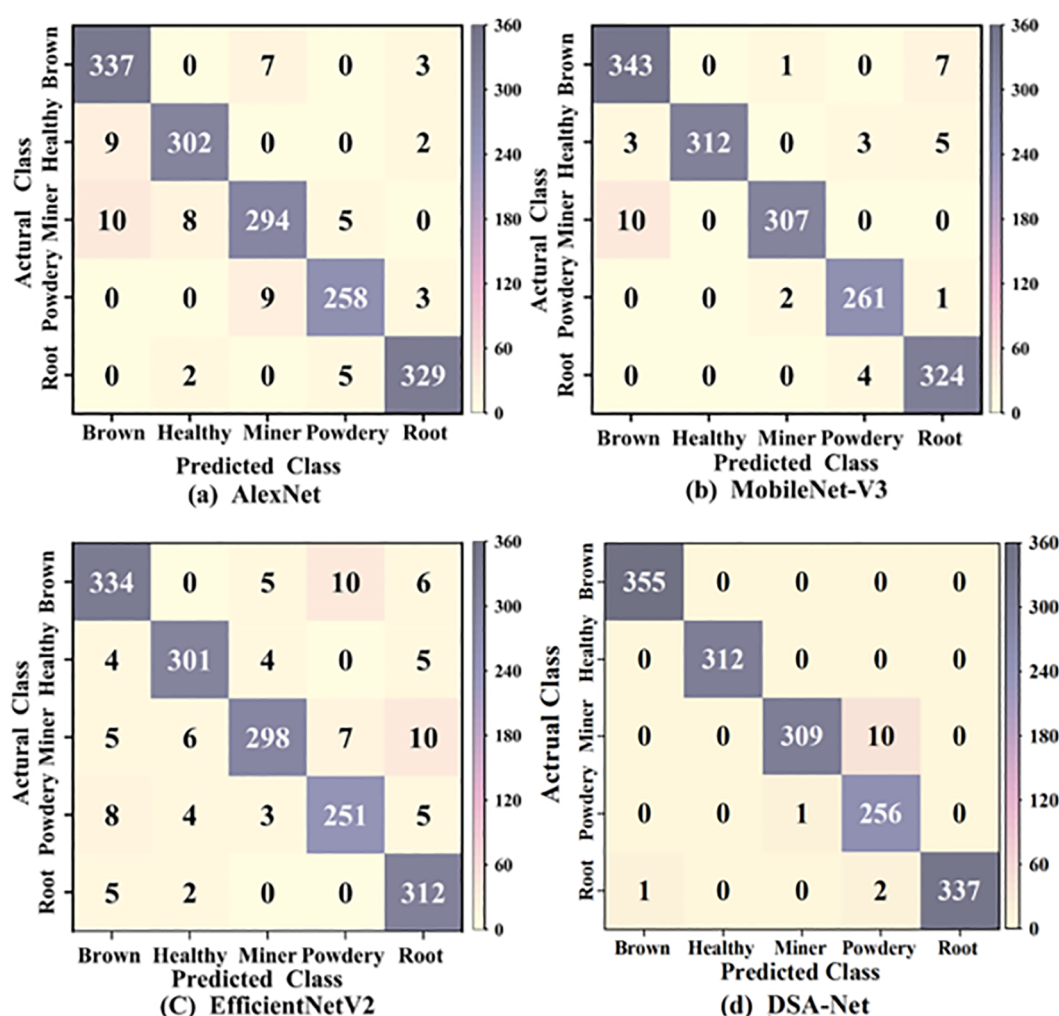 Brown 337 0 7 0 3 360
Healthy 9 302 0 0 2 300
Miner 10 8 294 5 0 240
Powdery 0 0 9 258 3 180
Root 0 2 0 5 329 120
60
0
Actural Class
Brown Healthy Miner Powdery Root
Predicted Class
(a) AlexNet
Brown 343 0 1 0 7 360
Healthy 3 312 0 3 5 300
Miner 10 0 307 0 0 240
Powdery 0 0 2 261 1 180
Root 0 0 0 4 324 120
60
0
Actural Class
Brown Healthy Miner Powdery Root
Predicted Class
(b) MobileNet-V3
Brown 334 0 5 10 6 360
Healthy 4 301 4 0 5 300
Miner 5 6 298 7 10 240
Powdery 8 4 3 251 5 180
Root 5 2 0 0 312 120
60
0
Actural Class
Brown Healthy Miner Powdery Root
Predicted Class
(C) EfficientNetV2
Brown 355 0 0 0 0 360
Healthy 0 312 0 0 0 300
Miner 0 0 309 10 0 240
Powdery 0 0 1 256 0 180
Root 1 0 0 2 337 120
60
0
Actrual Class
Brown Healthy Miner Powdery Root
Predicted Class
(d) DSA-Net